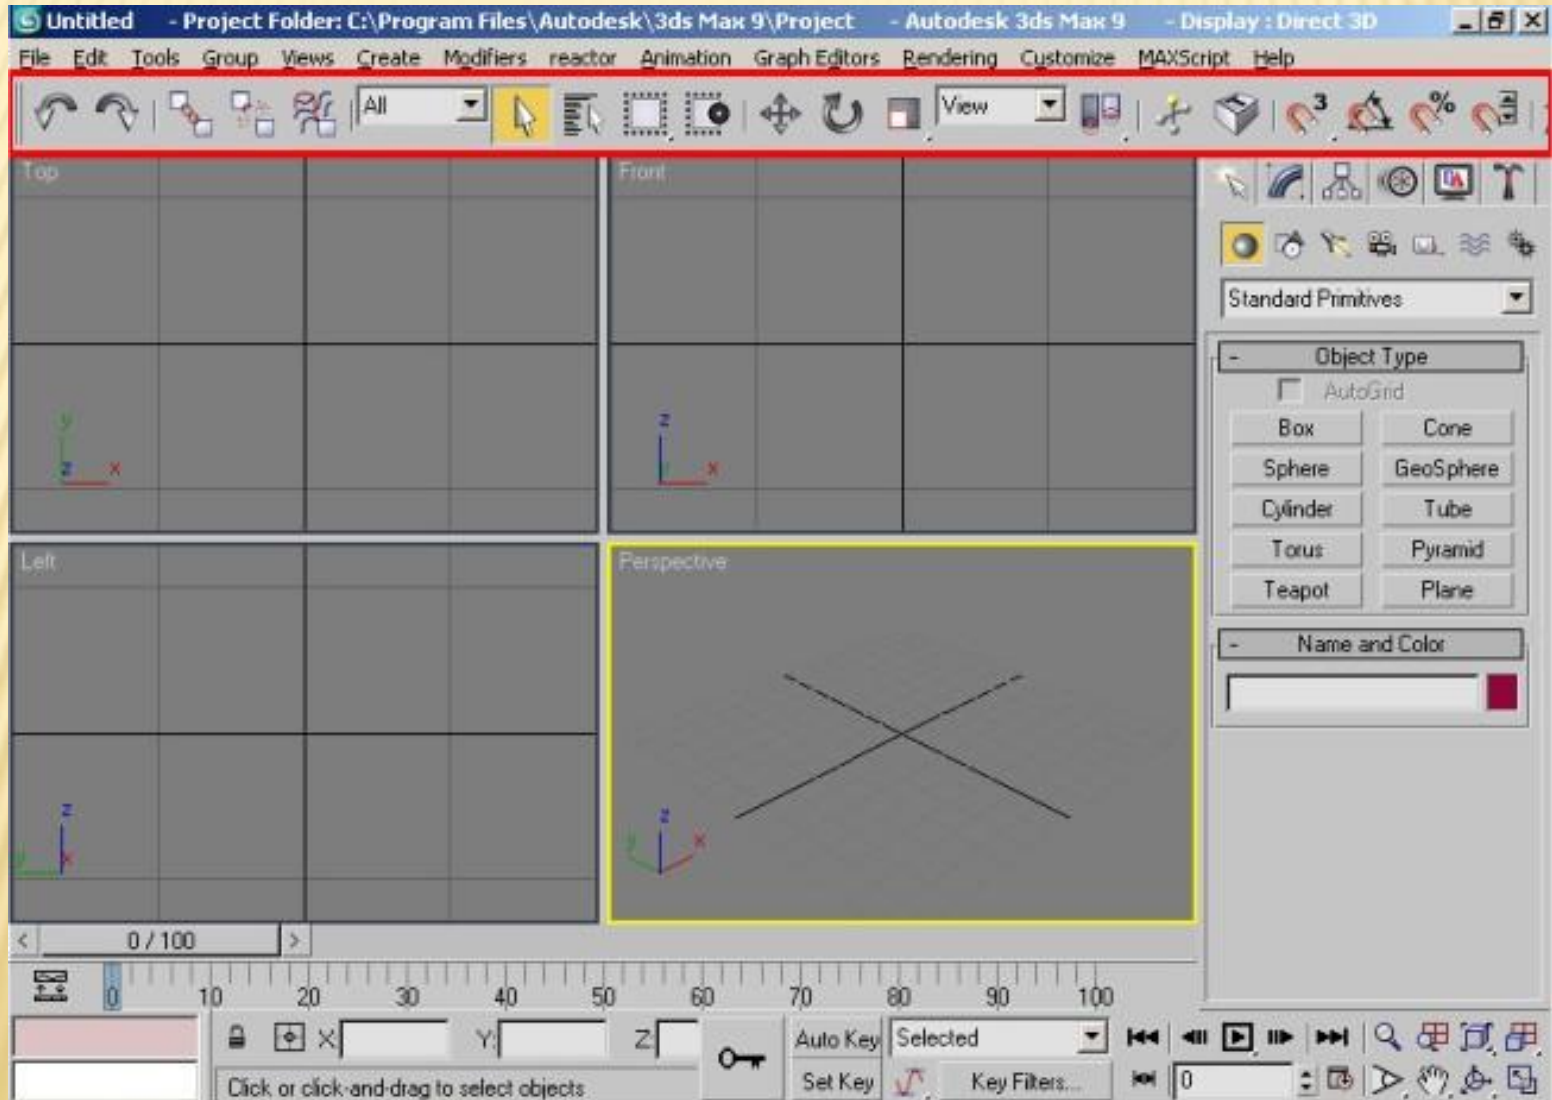 Untitled - Project Folder: C:\Program Files\Autodesk\3ds Max 9\Project - Autodesk 3ds Max 9 - Display : Direct 3D
File Edit Tools Group Views Create Modifiers reactor Animation Graph Editors Rendering Customize MAXScript Help
All View 3 %
Top
Front
y
z x
z
y x
Standard Primitives
- Object Type
AutoGrid
Box Cone
Sphere GeoSphere
Cylinder Tube
Torus Pyramid
Teapot Plane
- Name and Color
Left
Perspective
z
y x
z
y x
< 0 / 100 >
0 10 20 30 40 50 60 70 80 90 100
X: Y: Z: Auto Key Selected
Click or click-and-drag to select objects Set Key Key Filters... 0